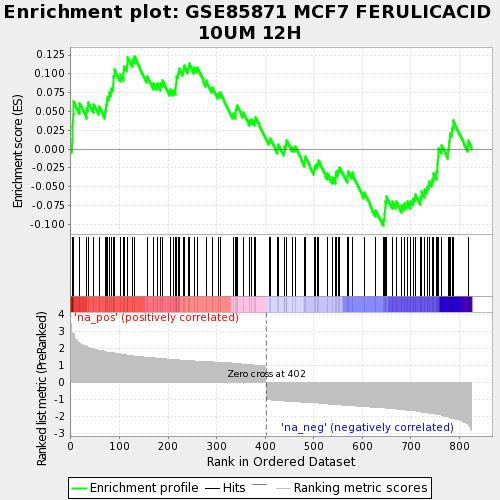 Enrichment plot: GSE85871 MCF7 FERULICACID
10UM 12H
Enrichment score (ES)
0.125
0.100
0.075
0.050
0.025
0.000
-0.025
-0.050
-0.075
-0.100
'na_pos' (positively correlated)
Ranked list metric (PreRanked)
4
3
2
1
0
-1
-2
-3
Zero cross at 402
'na_neg' (negatively correlated)
0
100
200
300
400
500
600
700
800
Rank in Ordered Dataset
Enrichment profile
Hits
Ranking metric scores